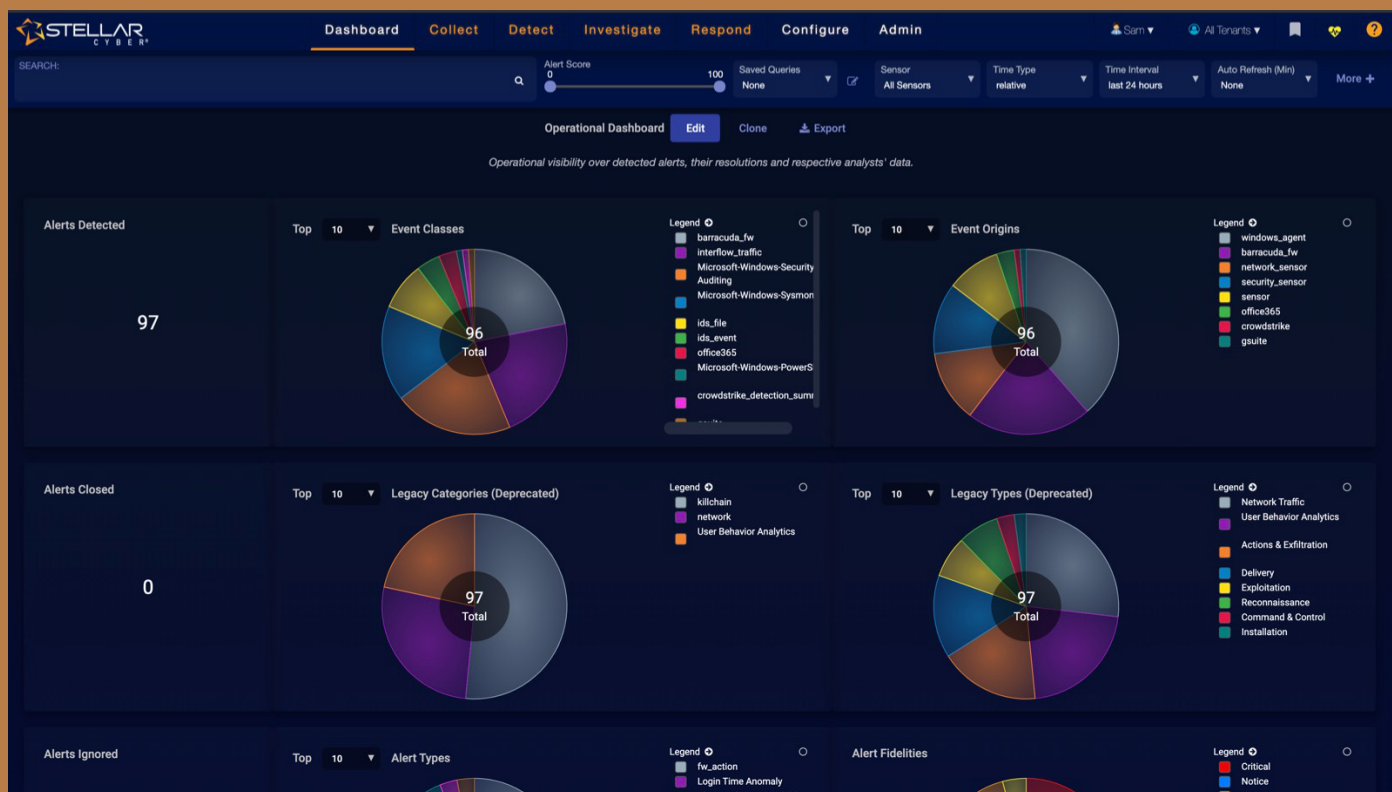 STELLAR
CYBER®
Dashboard Collect Detect Investigate Respond Configure Admin
Sam All Tenants
SEARCH:
Alert Score
0 100
Saved Queries
None
Sensor
All Sensors
Time Type
relative
Time Interval
last 24 hours
Auto Refresh (Min)
None
More +
Operational Dashboard Edit Clone Export
Operational visibility over detected alerts, their resolutions and respective analysts' data.
Alerts Detected
97
Top 10 Event Classes
96
Total
Legend
barracuda_fw
interflow_traffic
Microsoft-Windows-Security
Auditing
Microsoft-Windows-Sysmon
ids_file
ids_event
office365
Microsoft-Windows-PowerS
crowdstrike_detection_sum
Top 10 Event Origins
96
Total
Legend
windows_agent
barracuda_fw
network_sensor
security_sensor
sensor
office365
crowdstrike
gsuite
Alerts Closed
0
Top 10 Legacy Categories (Deprecated)
97
Total
Legend
killchain
network
User Behavior Analytics
Top 10 Legacy Types (Deprecated)
97
Total
Legend
Network Traffic
User Behavior Analytics
Actions & Exfiltration
Delivery
Exploitation
Reconnaissance
Command & Control
Installation
Alerts Ignored
Top 10 Alert Types
Legend
fw_action
Login Time Anomaly
Alert Fidelities
Legend
Critical
Notice